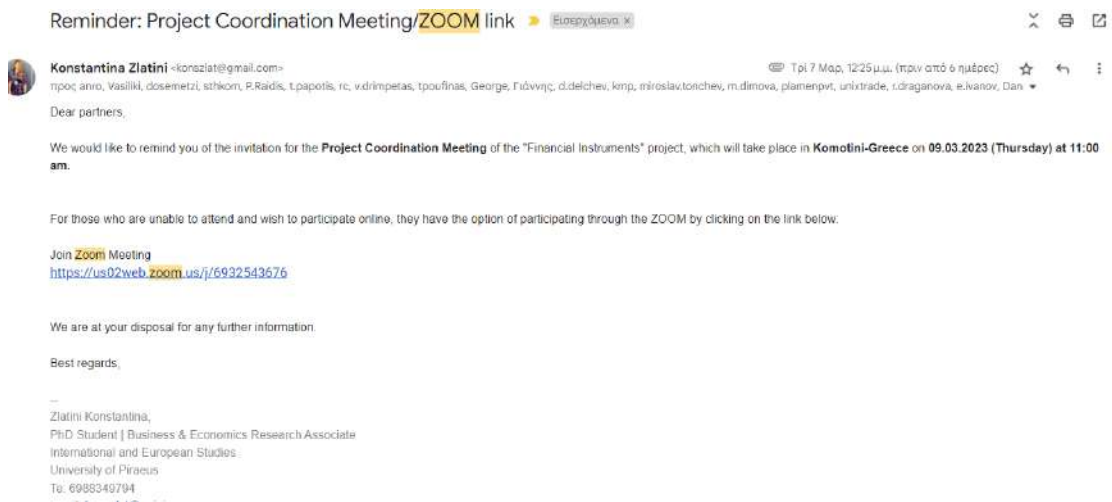 Reminder: Project Coordination Meeting/ZOOM link Εισερχόμενα ×
Konstantina Zlatini <konszlat@gmail.com> Τρί 7 Μαρ, 12:25 μ.μ. (πριν από 6 ημέρες)
προς anro, Vasiliki, dosemetzi, sthkom, P.Raidis, t.papotis, rc, v.drimpetas, tpoufinas, George, Γιάννης, d.delchev, kmp, miroslav.tonchev, m.dimova, plamenpvt, unixtrade, r.draganova, e.ivanov, Dan
Dear partners,
We would like to remind you of the invitation for the Project Coordination Meeting of the "Financial Instruments" project, which will take place in Komotini-Greece on 09.03.2023 (Thursday) at 11:00
am.
For those who are unable to attend and wish to participate online, they have the option of participating through the ZOOM by clicking on the link below:
Join Zoom Meeting
https://us02web.zoom.us/j/6932543676
We are at your disposal for any further information.
Best regards,
--
Zlatini Konstantina,
PhD Student | Business & Economics Research Associate
International and European Studies
University of Piraeus
Te: 6988349794